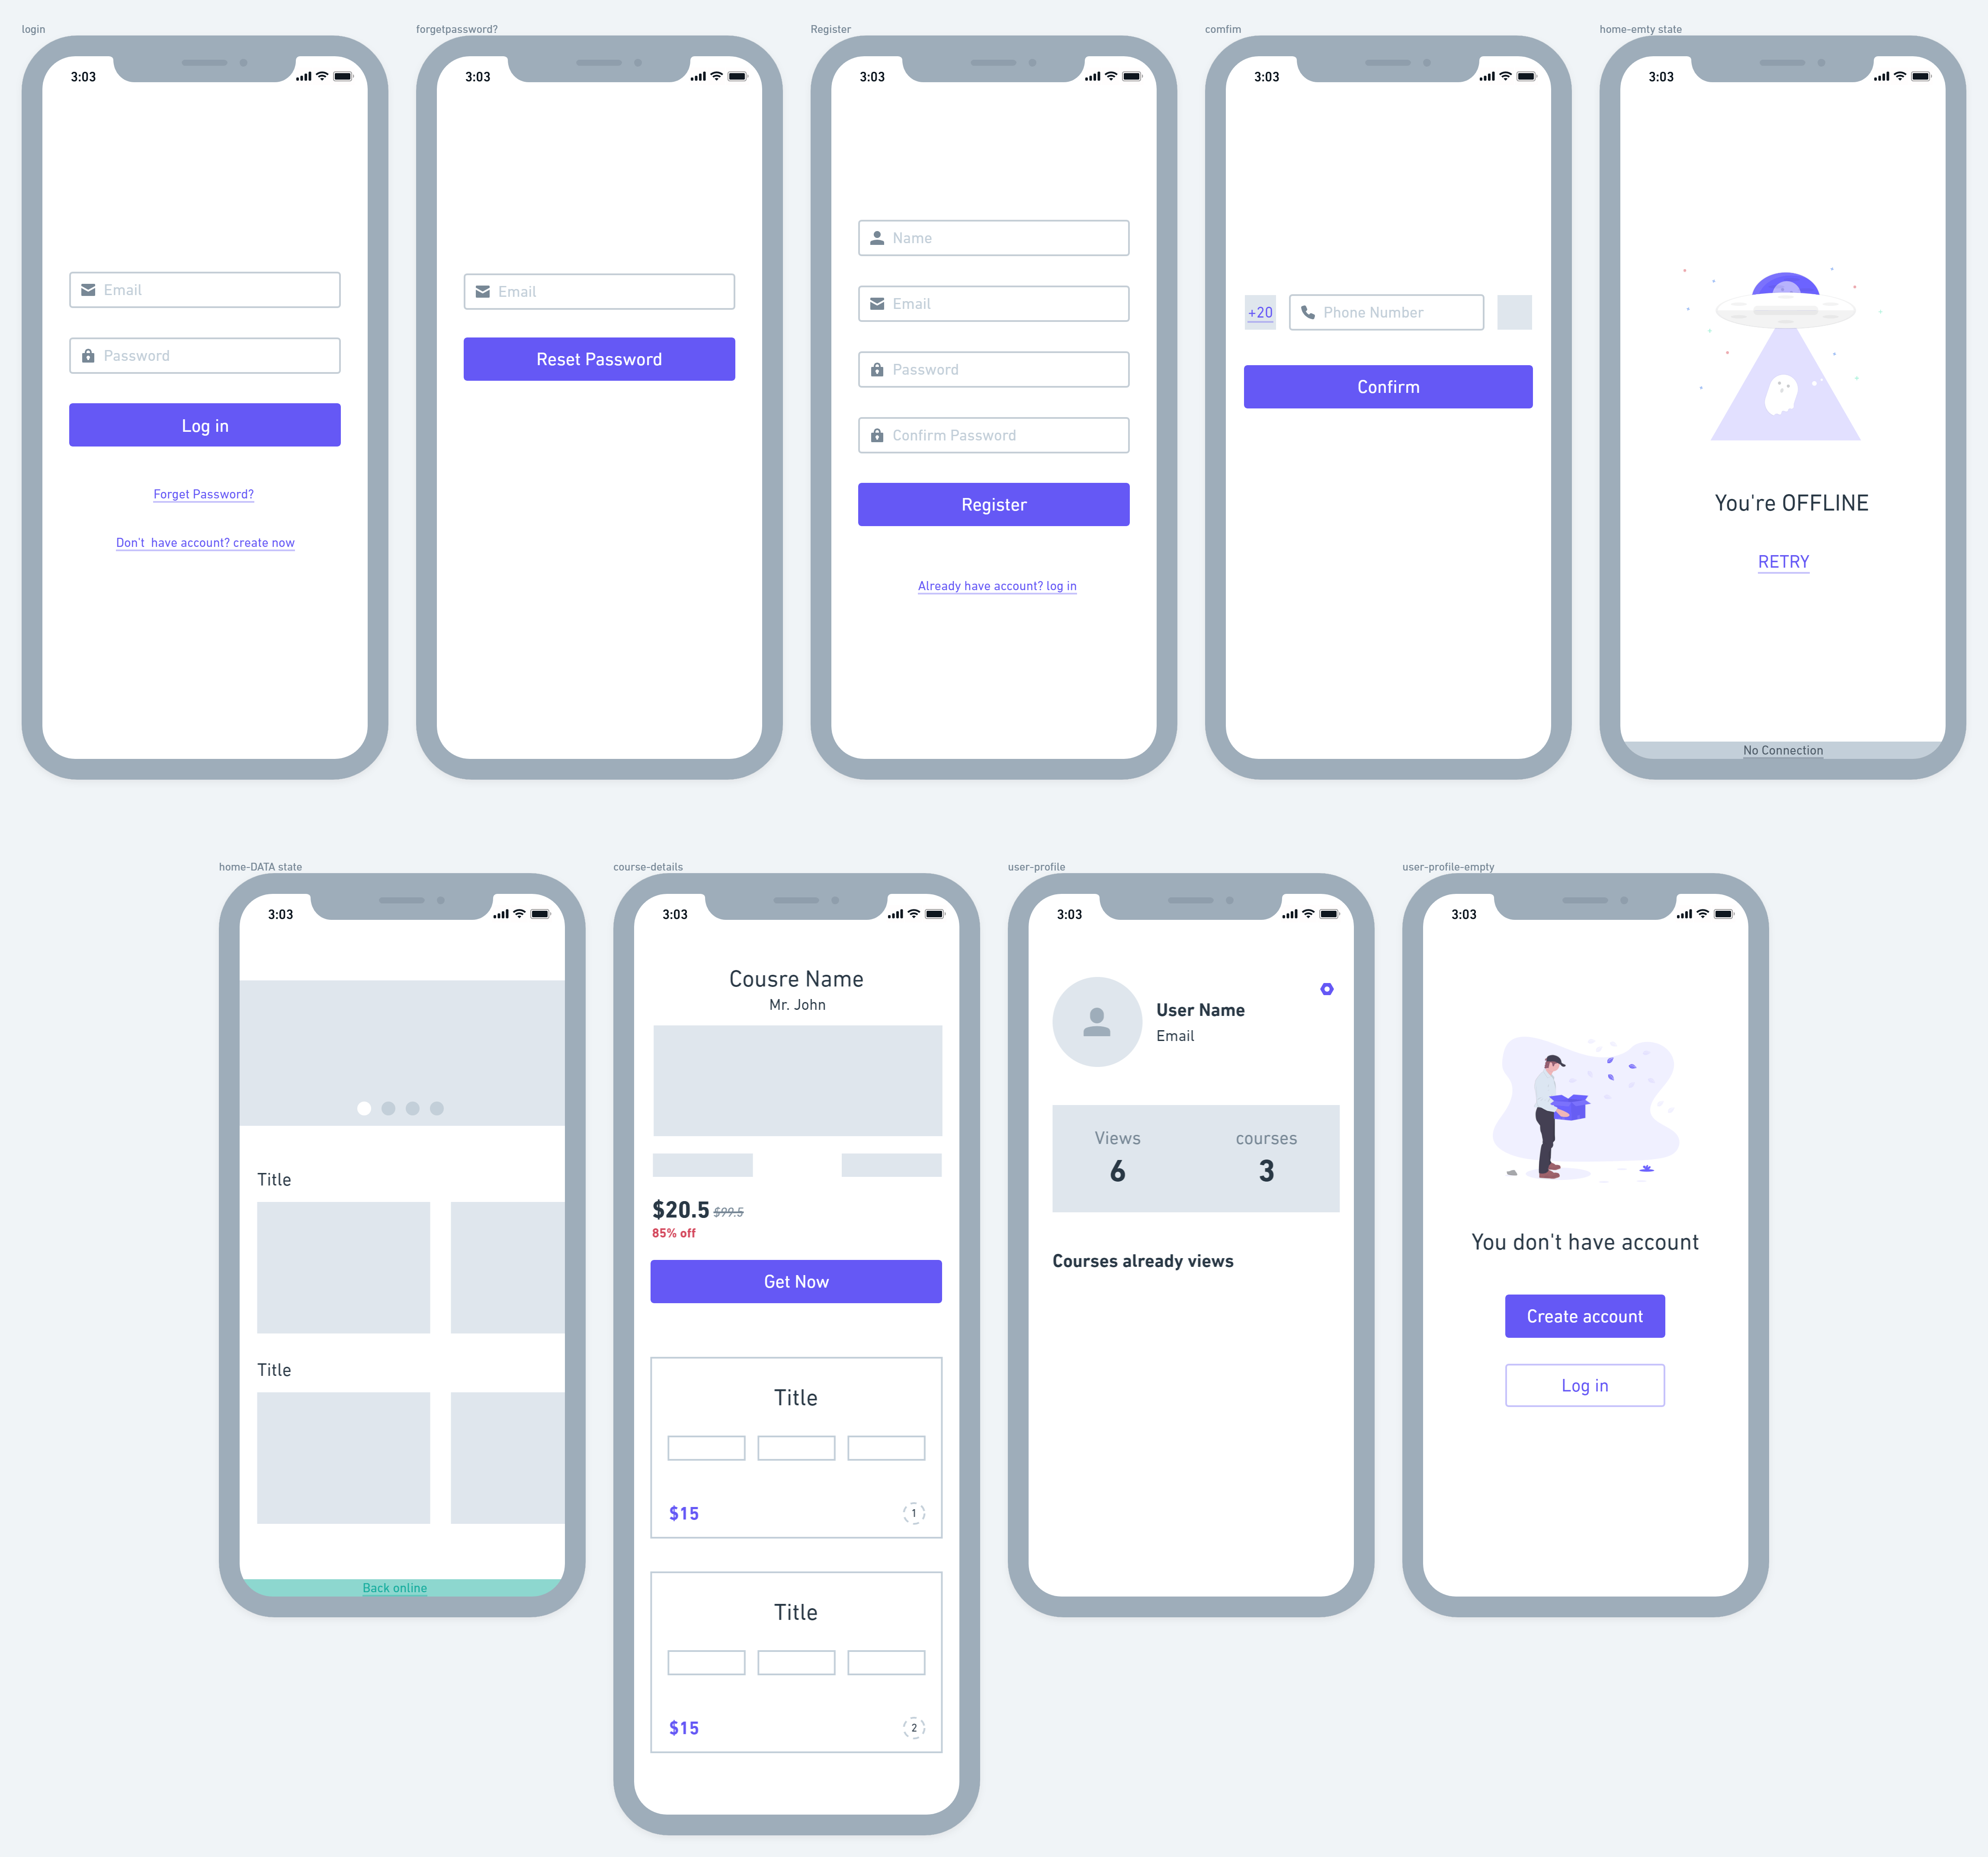 login
3:03
Email
Password
Log in
Forget Password?
Don't  have account? create now
forgetpassword?
3:03
Email
Reset Password
Register
3:03
Name
Email
Password
Confirm Password
Register
Already have account? log in
comfim
3:03
+20
Phone Number
Confirm
home-emty state
3:03
You're OFFLINE
RETRY
No Connection
home-DATA state
3:03
Title
Title
Back online
course-details
3:03
Cousre Name
Mr. John
$20.5 $99.5
85% off
Get Now
Title
$15 1
Title
$15 2
user-profile
3:03
User Name
Email
Views courses
6 3
Courses already views
user-profile-empty
3:03
You don't have account
Create account
Log in